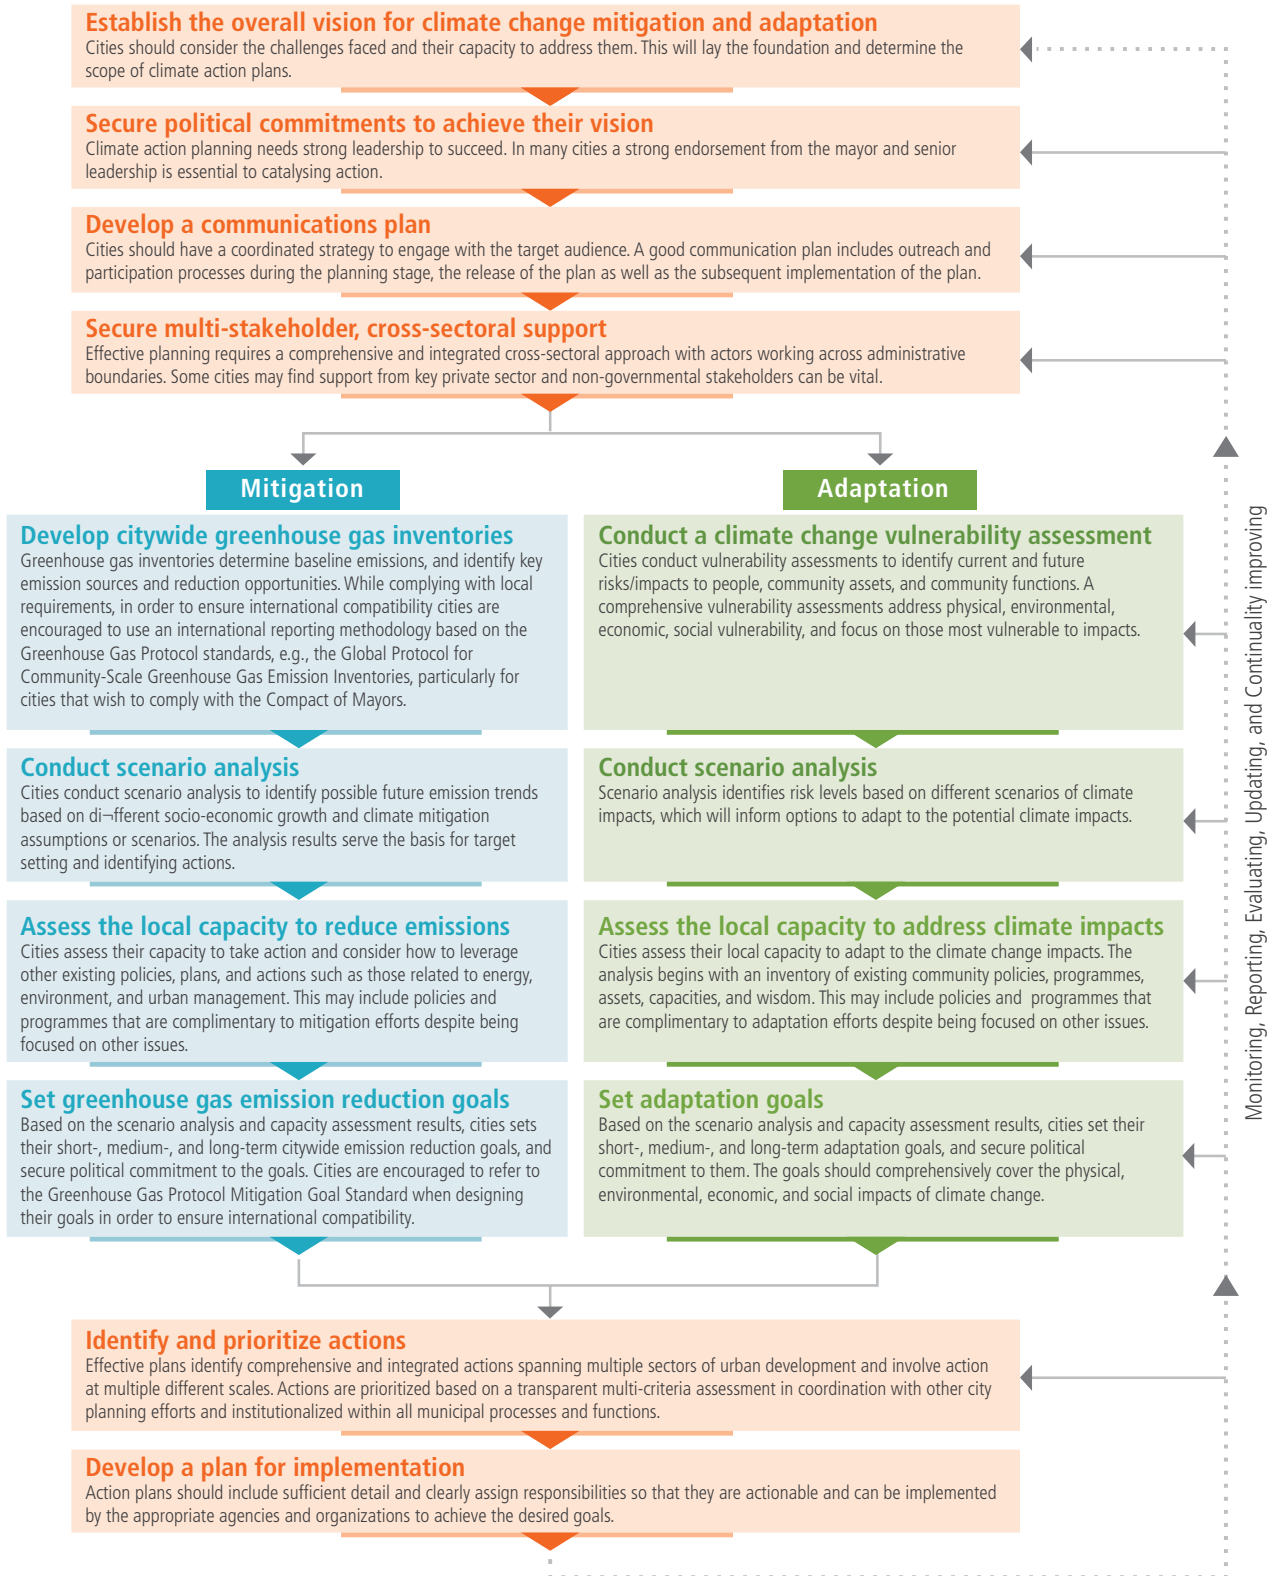 Establish the overall vision for climate change mitigation and adaptation
Cities should consider the challenges faced and their capacity to address them. This will lay the foundation and determine the
scope of climate action plans.
Secure political commitments to achieve their vision
Climate action planning needs strong leadership to succeed. In many cities a strong endorsement from the mayor and senior
leadership is essential to catalysing action.
Develop a communications plan
Cities should have a coordinated strategy to engage with the target audience. A good communication plan includes outreach and
participation processes during the planning stage, the release of the plan as well as the subsequent implementation of the plan.
Secure multi-stakeholder, cross-sectoral support
Effective planning requires a comprehensive and integrated cross-sectoral approach with actors working across administrative
boundaries. Some cities may find support from key private sector and non-governmental stakeholders can be vital.
Mitigation
Develop citywide greenhouse gas inventories
Greenhouse gas inventories determine baseline emissions, and identify key
emission sources and reduction opportunities. While complying with local
requirements, in order to ensure international compatibility cities are
encouraged to use an international reporting methodology based on the
Greenhouse Gas Protocol standards, e.g., the Global Protocol for
Community-Scale Greenhouse Gas Emission Inventories, particularly for
cities that wish to comply with the Compact of Mayors.
Conduct scenario analysis
Cities conduct scenario analysis to identify possible future emission trends
based on di¬fferent socio-economic growth and climate mitigation
assumptions or scenarios. The analysis results serve the basis for target
setting and identifying actions.
Assess the local capacity to reduce emissions
Cities assess their capacity to take action and consider how to leverage
other existing policies, plans, and actions such as those related to energy,
environment, and urban management. This may include policies and
programmes that are complimentary to mitigation efforts despite being
focused on other issues.
Set greenhouse gas emission reduction goals
Based on the scenario analysis and capacity assessment results, cities sets
their short-, medium-, and long-term citywide emission reduction goals, and
secure political commitment to the goals. Cities are encouraged to refer to
the Greenhouse Gas Protocol Mitigation Goal Standard when designing
their goals in order to ensure international compatibility.
Adaptation
Conduct a climate change vulnerability assessment
Cities conduct vulnerability assessments to identify current and future
risks/impacts to people, community assets, and community functions. A
comprehensive vulnerability assessments address physical, environmental,
economic, social vulnerability, and focus on those most vulnerable to impacts.
Conduct scenario analysis
Scenario analysis identifies risk levels based on different scenarios of climate
impacts, which will inform options to adapt to the potential climate impacts.
Assess the local capacity to address climate impacts
Cities assess their local capacity to adapt to the climate change impacts. The
analysis begins with an inventory of existing community policies, programmes,
assets, capacities, and wisdom. This may include policies and programmes that
are complimentary to adaptation efforts despite being focused on other issues.
Set adaptation goals
Based on the scenario analysis and capacity assessment results, cities set their
short-, medium-, and long-term adaptation goals, and secure political
commitment to them. The goals should comprehensively cover the physical,
environmental, economic, and social impacts of climate change.
Identify and prioritize actions
Effective plans identify comprehensive and integrated actions spanning multiple sectors of urban development and involve action
at multiple different scales. Actions are prioritized based on a transparent multi-criteria assessment in coordination with other city
planning efforts and institutionalized within all municipal processes and functions.
Develop a plan for implementation
Action plans should include sufficient detail and clearly assign responsibilities so that they are actionable and can be implemented
by the appropriate agencies and organizations to achieve the desired goals.
Monitoring, Reporting, Evaluating, Updating, and Continuality improving